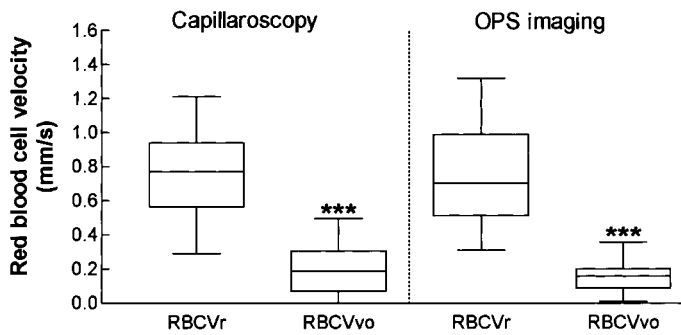 Capillaroscopy
OPS imaging
Red blood cell velocity
(mm/s)
1.6
1.4
1.2
1.0
0.8
0.6
0.4
0.2
0.0
***
***
RBCVr
RBCVvo
RBCVr
RBCVvo